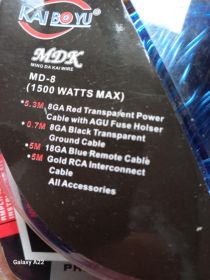 KAIBOYU
MDK
MING DA KAI WIRE
MD-8
(1500 WATTS MAX)
• 5.3M 8GA Red Transparent Power
Cable with AGU Fuse Holser
• 0.7M 8GA Black Transparent
Ground Cable
• 5M 18GA Blue Remote Cable
• 5M Gold RCA Interconnect
Cable
All Accessories
Galaxy A22